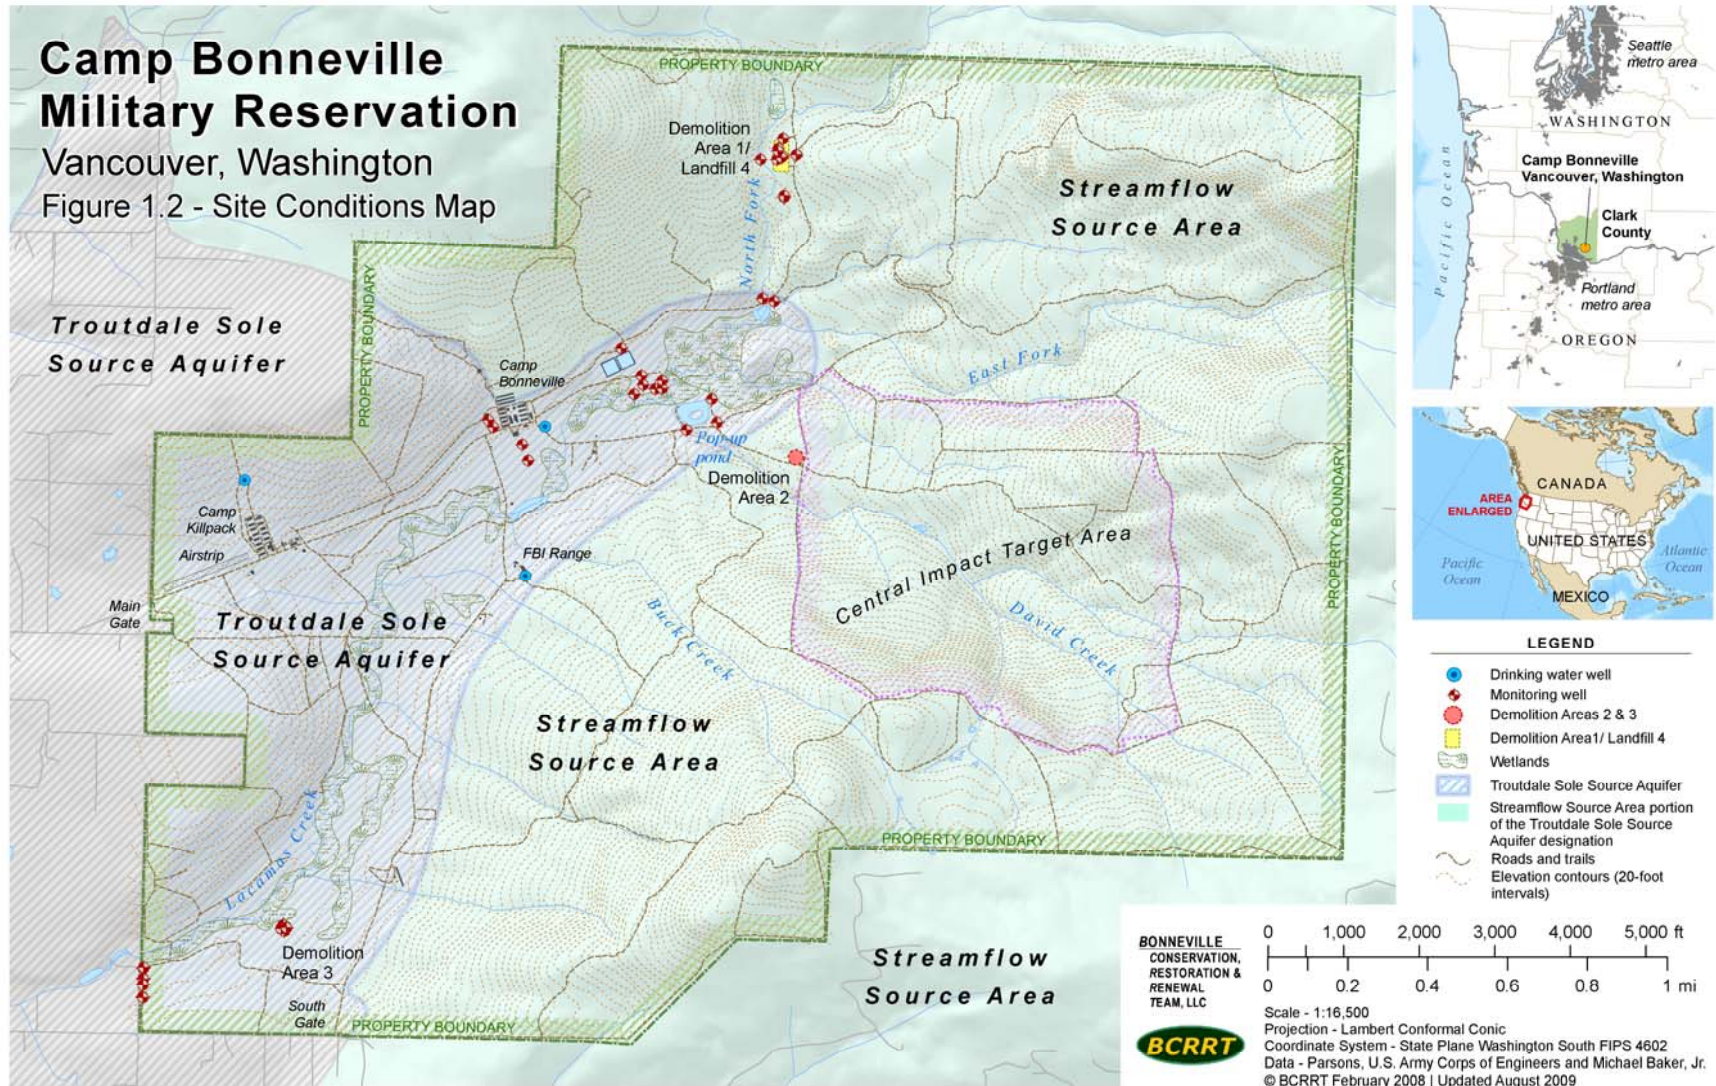 Camp Bonneville
Military Reservation
Vancouver, Washington
Figure 1.2 - Site Conditions Map
PROPERTY BOUNDARY
Demolition
Area 1/
Landfill 4
North Fork
Streamflow
Source Area
PROPERTY BOUNDARY
Troutdale Sole
Source Aquifer
Camp
Bonneville
East Fork
Pop-up
pond
Demolition
Area 2
Camp
Killpack
Airstrip
FBI Range
Main
Gate
Troutdale Sole
Source Aquifer
Buck Creek
Central Impact Target Area
David Creek
PROPERTY BOUNDARY
Streamflow
Source Area
PROPERTY BOUNDARY
Lacamas Creek
Demolition
Area 3
South
Gate
PROPERTY BOUNDARY
Streamflow
Source Area
Seattle
metro area
WASHINGTON
Pacific Ocean
Camp Bonneville
Vancouver, Washington
Clark
County
Portland
metro area
OREGON
CANADA
AREA
ENLARGED
UNITED STATES
Pacific
Ocean
Atlantic
Ocean
MEXICO
LEGEND
Drinking water well
Monitoring well
Demolition Areas 2 & 3
Demolition Area1/ Landfill 4
Wetlands
Troutdale Sole Source Aquifer
Streamflow Source Area portion
of the Troutdale Sole Source
Aquifer designation
Roads and trails
Elevation contours (20-foot
intervals)
BONNEVILLE
CONSERVATION,
RESTORATION &
RENEWAL
TEAM, LLC
BCRRT
0 1,000 2,000 3,000 4,000 5,000 ft
0 0.2 0.4 0.6 0.8 1 mi
Scale - 1:16,500
Projection - Lambert Conformal Conic
Coordinate System - State Plane Washington South FIPS 4602
Data - Parsons, U.S. Army Corps of Engineers and Michael Baker, Jr.
© BCRRT February 2008 | Updated August 2009